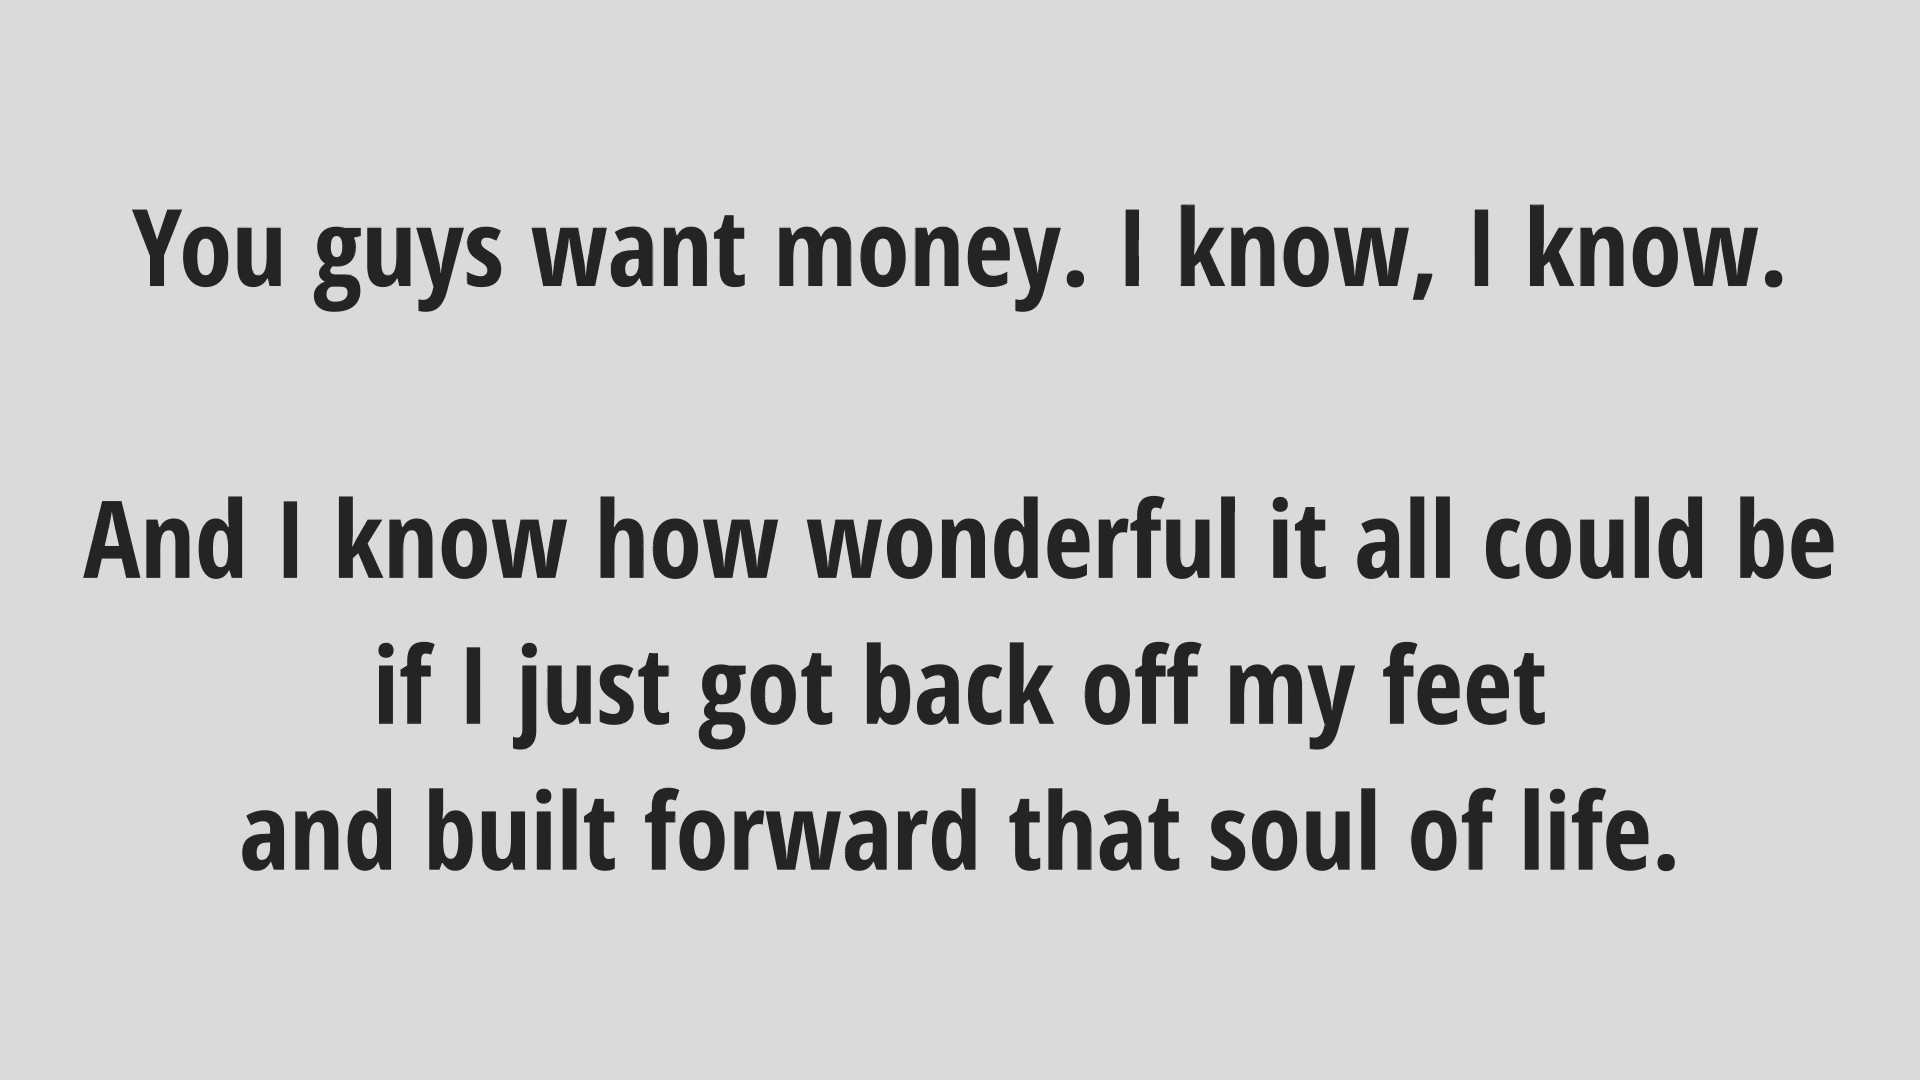 You guys want money. I know, I know.
And I know how wonderful it all could be
if I just got back off my feet
and built forward that soul of life.